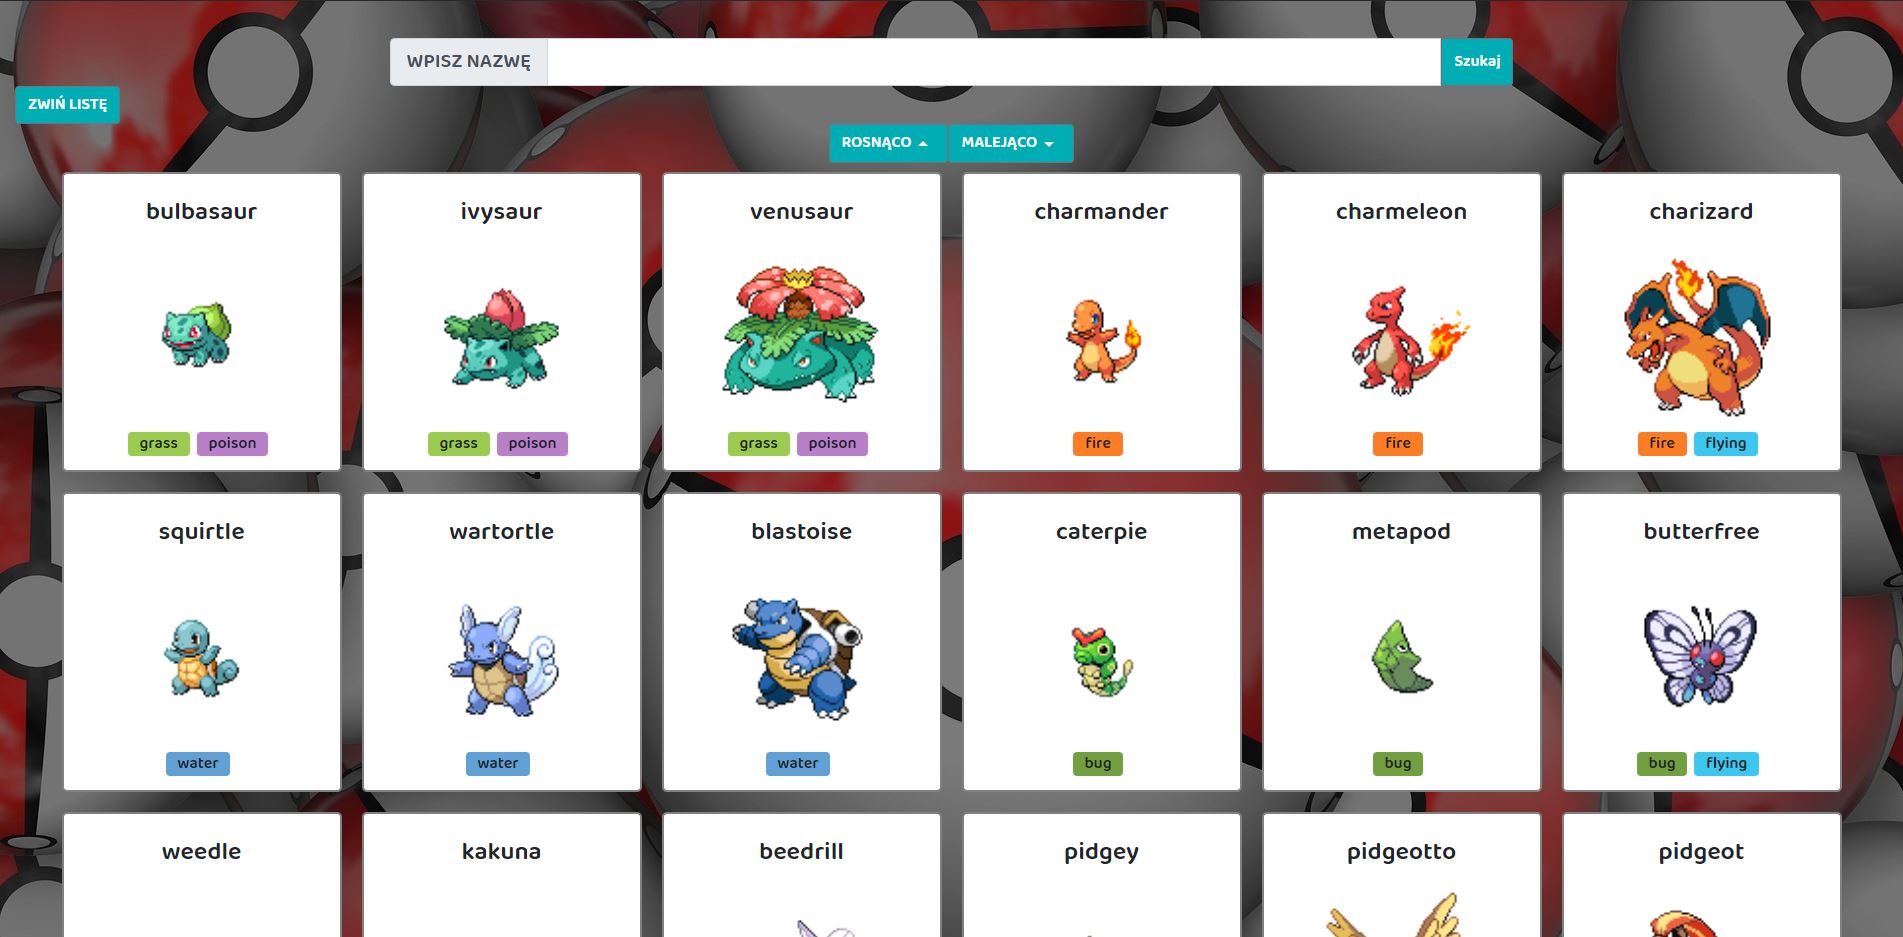 WPISZ NAZWĘ Szukaj
ZWIŃ LISTĘ
ROSNĄCO MALEJĄCO
bulbasaur ivysaur venusaur charmander charmeleon charizard
grass poison grass poison grass poison fire fire fire flying
squirtle wartortle blastoise caterpie metapod butterfree
water water water bug bug bug flying
weedle kakuna beedrill pidgey pidgeotto pidgeot